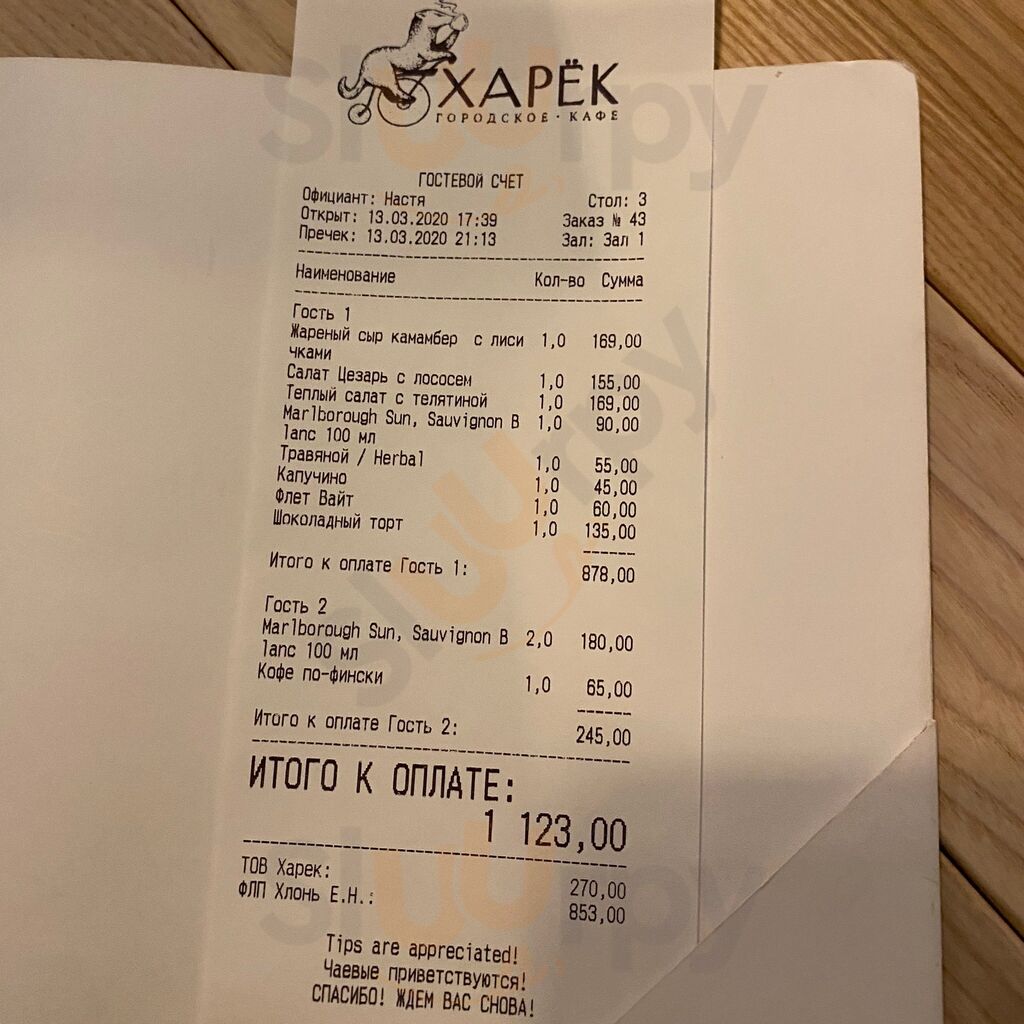 ХАРЁК
ГОРОДСКОЕ · КАФЕ
ГОСТЕВОЙ СЧЕТ
Официант: Настя Стол: 3
Открыт: 13.03.2020 17:39 Заказ № 43
Пречек: 13.03.2020 21:13 Зал: Зал 1
Наименование Кол-во Сумма
Гость 1
Жареный сыр камамбер с лиси 1,0 169,00
чками
Салат Цезарь с лососем 1,0 155,00
Теплый салат с телятиной 1,0 169,00
Marlborough Sun, Sauvignon B 1,0 90,00
lanc 100 мл
Травяной / Herbal 1,0 55,00
Капучино 1,0 45,00
Флет Вайт 1,0 60,00
Шоколадный торт 1,0 135,00
Итого к оплате Гость 1: 878,00
Гость 2
Marlborough Sun, Sauvignon B 2,0 180,00
lanc 100 мл
Кофе по-фински 1,0 65,00
Итого к оплате Гость 2: 245,00
ИТОГО К ОПЛАТЕ:
1 123,00
ТОВ Харек: 270,00
ФЛП Хлонь Е.Н.: 853,00
Tips are appreciated!
Чаевые приветствуются!
СПАСИБО! ЖДЕМ ВАС СНОВА!
sluurpy
sluurpy
sluurpy